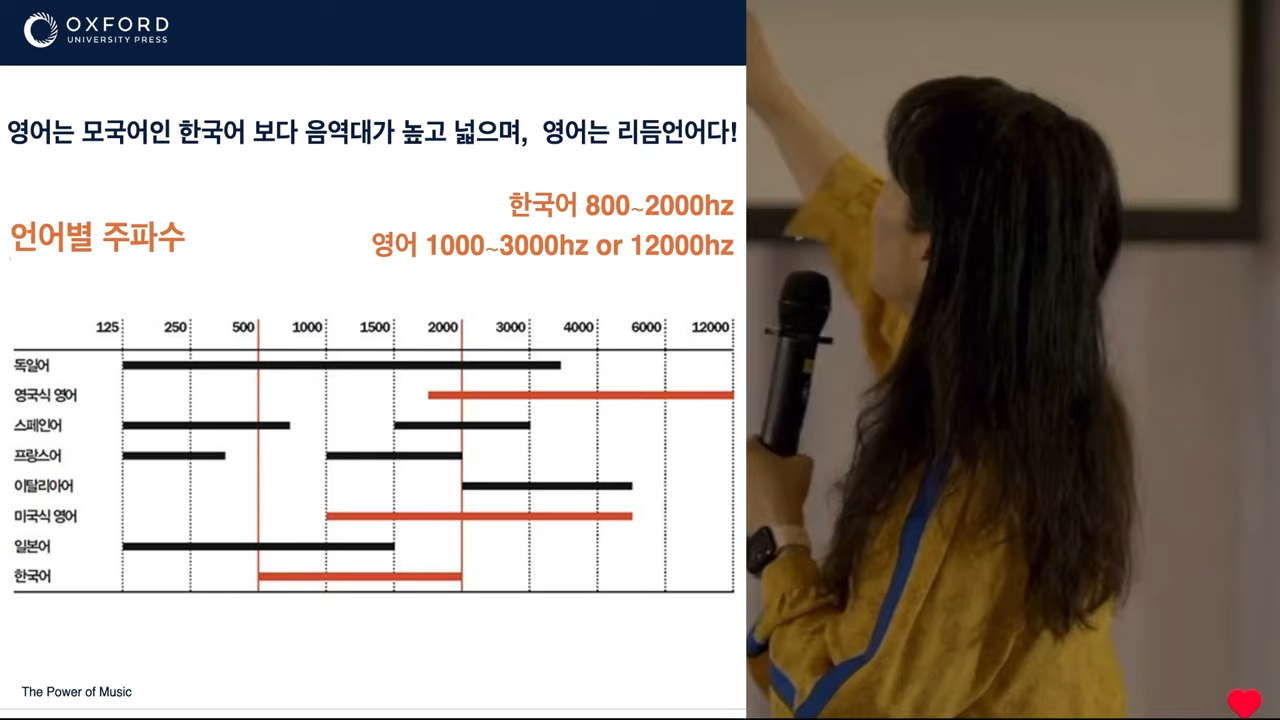 OXFORD
UNIVERSITY PRESS
영어는 모국어인 한국어 보다 음역대가 높고 넓으며, 영어는 리듬언어다!
언어별 주파수
한국어 800~2000hz
영어 1000~3000hz or 12000hz
125 250 500 1000 1500 2000 3000 4000 6000 12000
독일어
영국식 영어
스페인어
프랑스어
이탈리아어
미국식 영어
일본어
한국어
The Power of Music